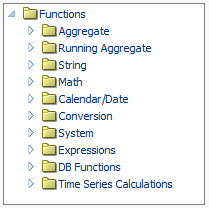 Functions
Aggregate
Running Aggregate
String
Math
Calendar/Date
Conversion
System
Expressions
DB Functions
Time Series Calculations